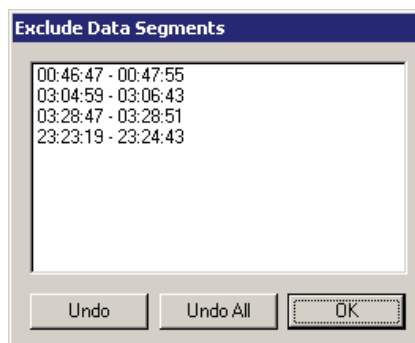 Exclude Data Segments
00:46:47 - 00:47:55
03:04:59 - 03:06:43
03:28:47 - 03:28:51
23:23:19 - 23:24:43
Undo Undo All OK